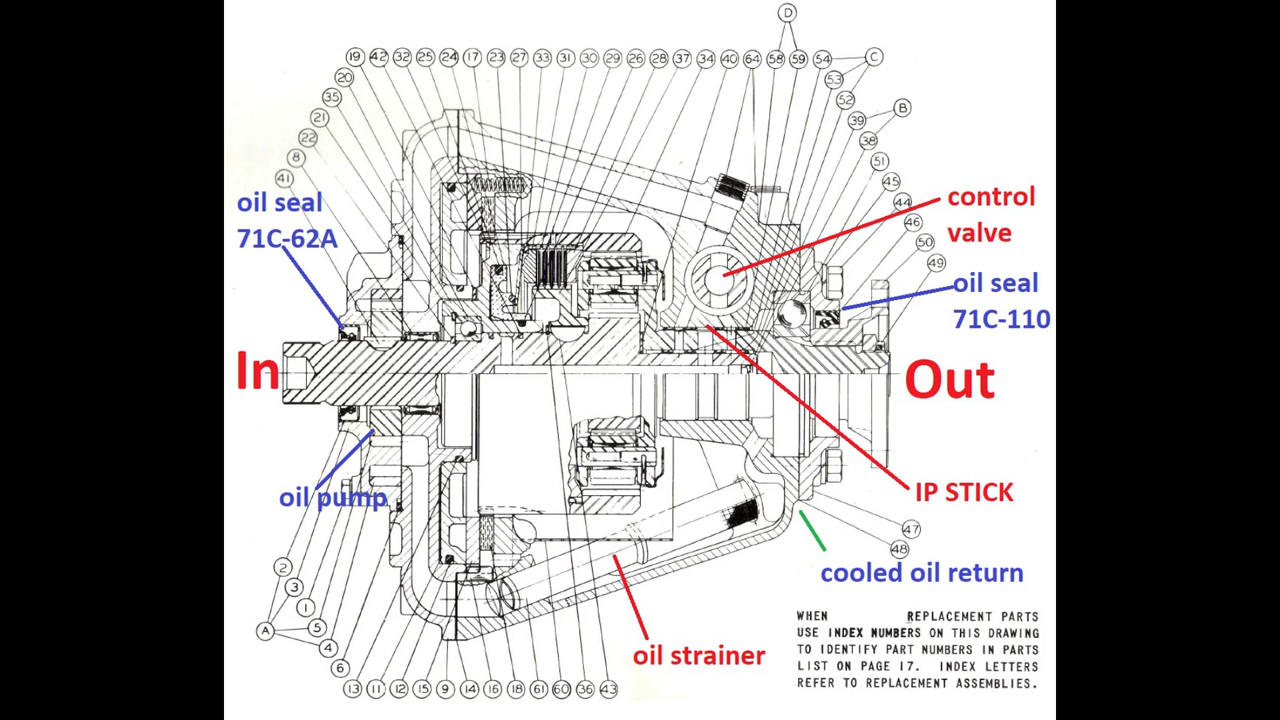 D
19 42 32 25 24 17 23 27 33 31 30 29 26 28 37 34 40 64 58 59 54 C
20 53
35 52
21 39 B
22 38
8 51
41 45
oil seal
71C-62A
44
control
valve
46
50
49
oil seal
71C-110
In
Out
IP STICK
oil pump
47
48
cooled oil return
2
3
1
A 5
4
6
oil strainer
13 11 12 15 9 14 16 18 61 60 36 43
WHEN REPLACEMENT PARTS
USE INDEX NUMBERS ON THIS DRAWING
TO IDENTIFY PART NUMBERS IN PARTS
LIST ON PAGE 17. INDEX LETTERS
REFER TO REPLACEMENT ASSEMBLIES.